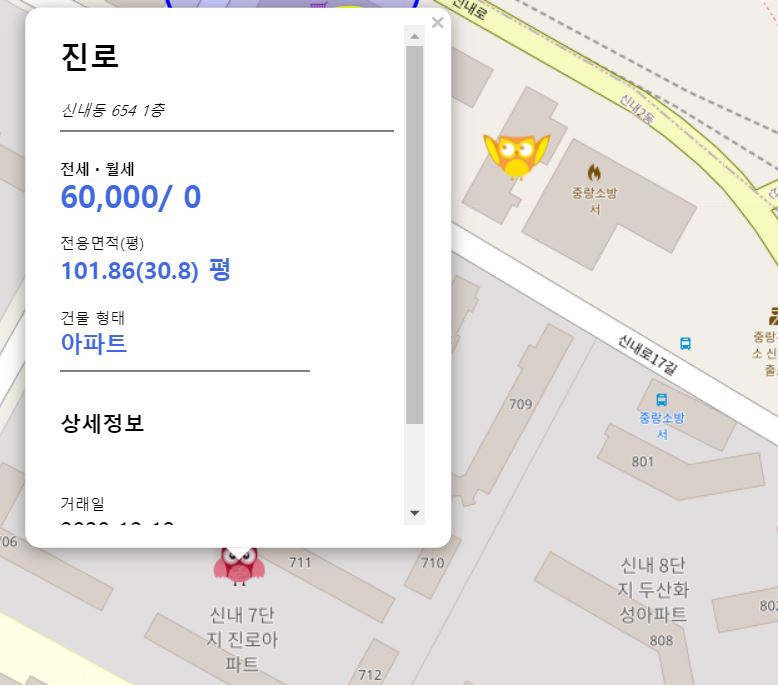 진로
신내동 654 1층
전세・월세
60,000/ 0
전용면적(평)
101.86(30.8) 평
건물 형태
아파트
상세정보
거래일
×
신내로
신내2동
중랑소방
서
신내로17길
중랑소방
서
709
801
711
710
신내 7단
지 진로아
파트
712
신내 8단
지 두산화
성아파트
808